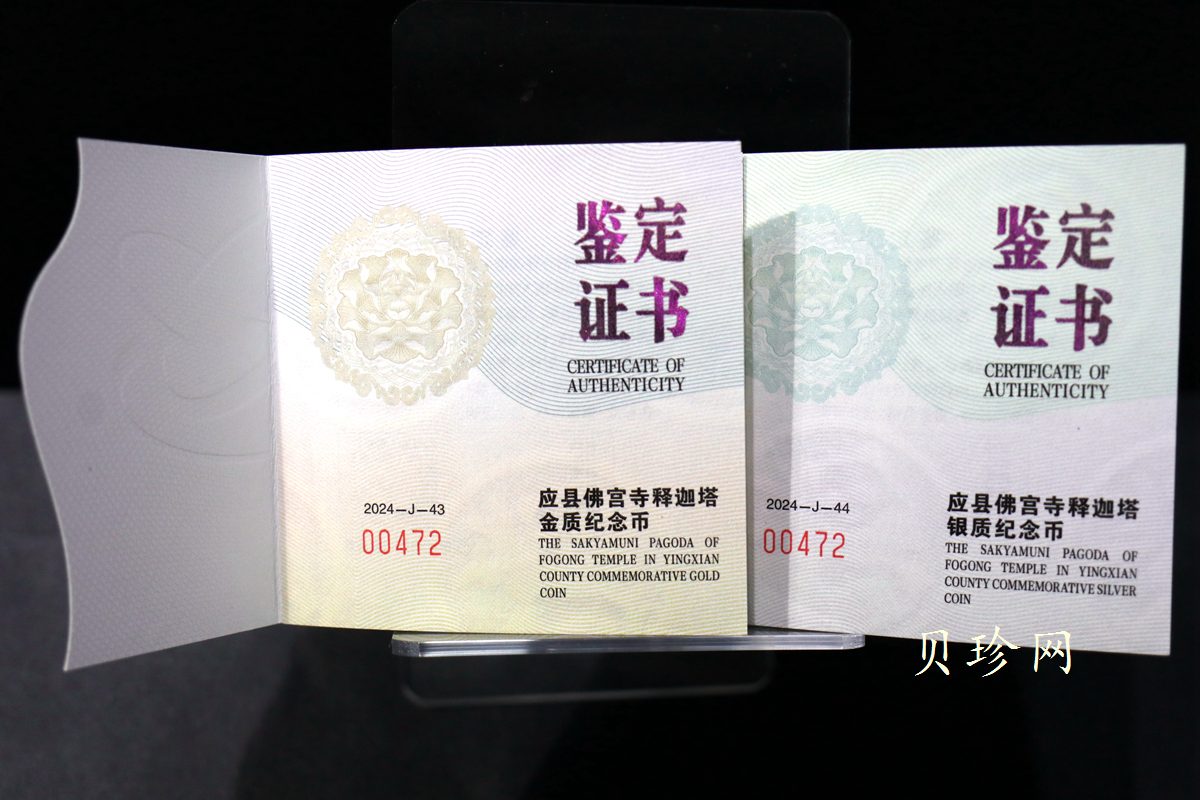 鉴定
证书
CERTIFICATE OF
AUTHENTICITY
2024—J—43
00472
应县佛宫寺释迦塔
金质纪念币
THE SAKYAMUNI PAGODA OF
FOGONG TEMPLE IN YINGXIAN
COUNTY COMMEMORATIVE GOLD
COIN
鉴定
证书
CERTIFICATE OF
AUTHENTICITY
2024—J—44
00472
应县佛宫寺释迦塔
银质纪念币
THE SAKYAMUNI PAGODA OF
FOGONG TEMPLE IN YINGXIAN
COUNTY COMMEMORATIVE SILVER
COIN
贝珍网